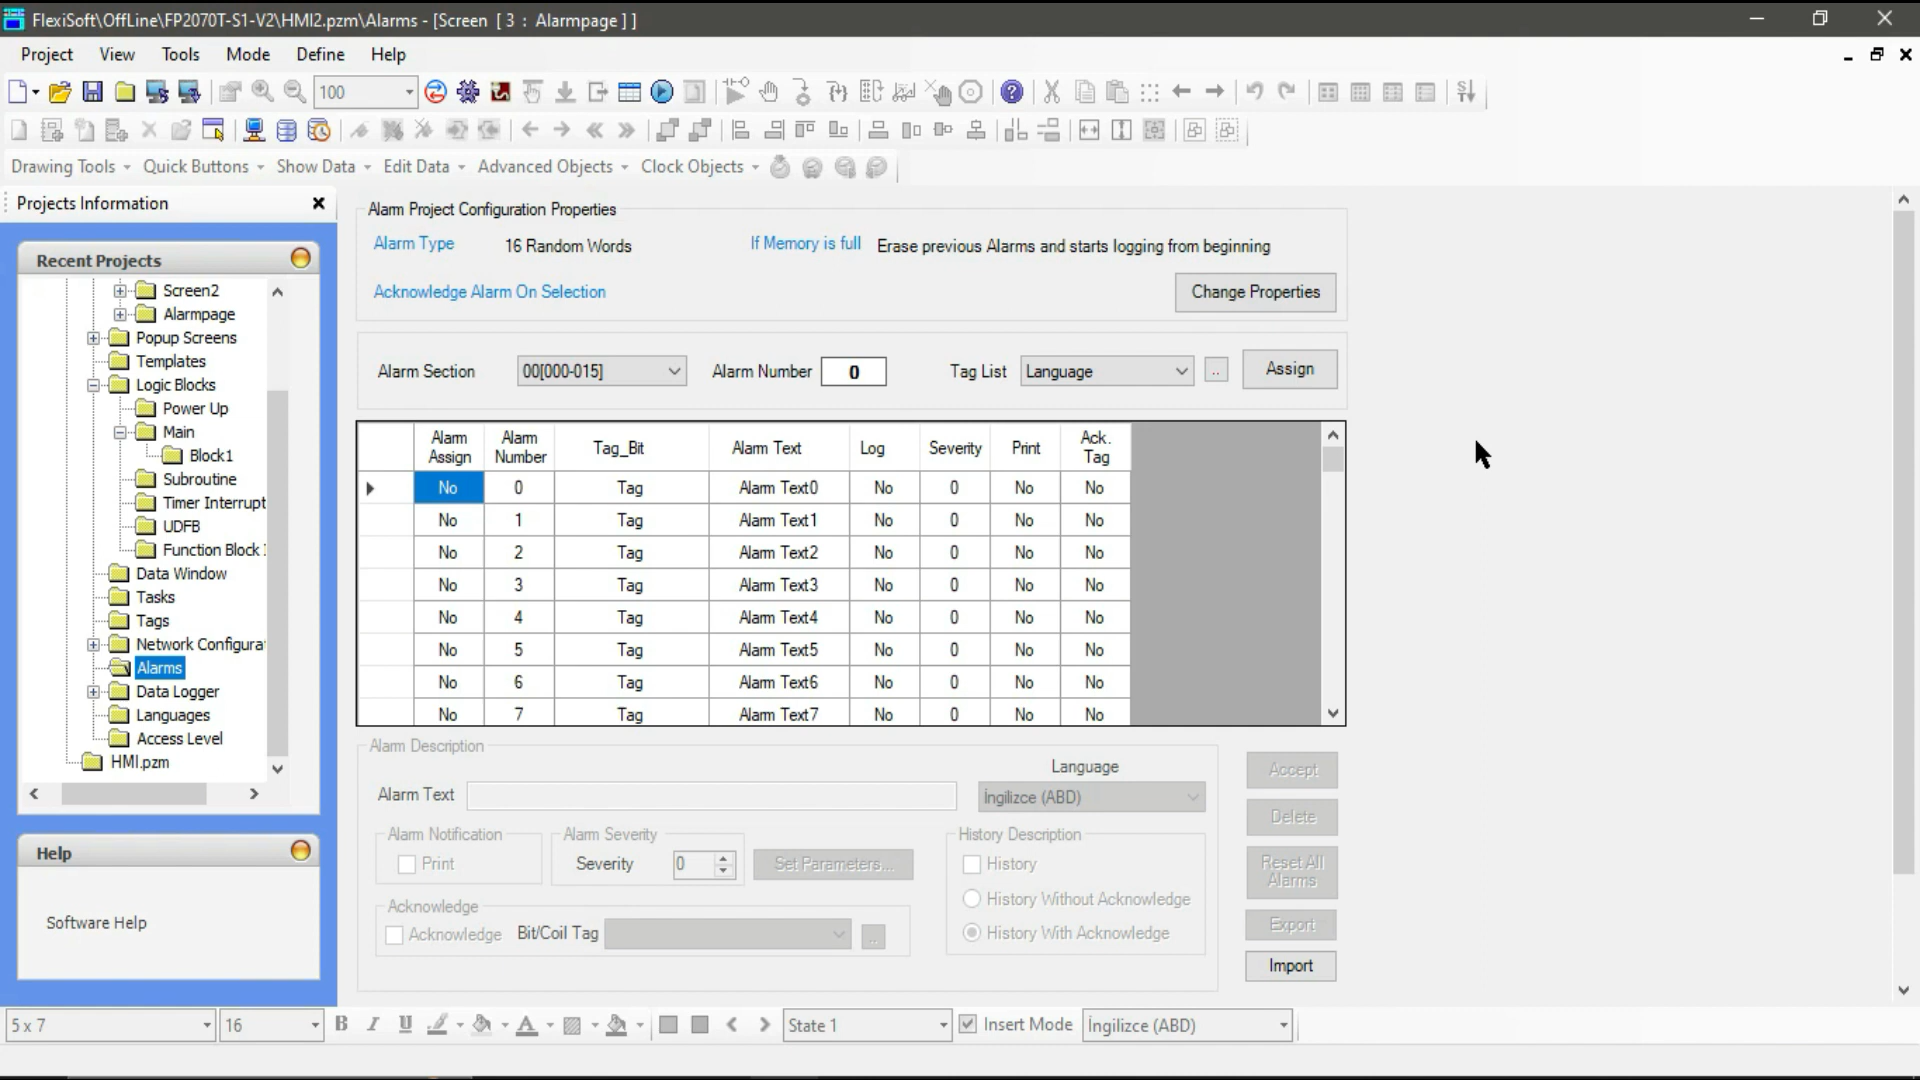 FlexiSoft\OffLine\FP2070T-S1-V2\HMI2.pzm\Alarms - [Screen [ 3 : Alarmpage ] ]
Project View Tools Mode Define Help
100
Drawing Tools Quick Buttons Show Data Edit Data Advanced Objects Clock Objects
Projects Information
Recent Projects
Screen2
Alarmpage
Popup Screens
Templates
Logic Blocks
Power Up
Main
Block1
Subroutine
Timer Interrupt
UDFB
Function Block
Data Window
Tasks
Tags
Network Configura
Alarms
Data Logger
Languages
Access Level
HMI.pzm
Help
Software Help
Alarm Project Configuration Properties
Alarm Type 16 Random Words If Memory is full Erase previous Alarms and starts logging from beginning
Acknowledge Alarm On Selection Change Properties
Alarm Section 00[000-015] Alarm Number 0 Tag List Language .. Assign
Alarm Assign Alarm Number Tag_Bit Alarm Text Log Severity Print Ack. Tag
No 0 Tag Alarm Text0 No 0 No No
No 1 Tag Alarm Text1 No 0 No No
No 2 Tag Alarm Text2 No 0 No No
No 3 Tag Alarm Text3 No 0 No No
No 4 Tag Alarm Text4 No 0 No No
No 5 Tag Alarm Text5 No 0 No No
No 6 Tag Alarm Text6 No 0 No No
No 7 Tag Alarm Text7 No 0 No No
Alarm Description
Language
Alarm Text İngilizce (ABD)
Alarm Notification Alarm Severity History Description
Print Severity 0 Set Parameters... History
History Without Acknowledge
Acknowledge
Acknowledge Bit/Coil Tag .. History With Acknowledge
Accept
Delete
Reset All
Alarms
Export
Import
5 x 7 16 B I U A State 1 Insert Mode İngilizce (ABD)